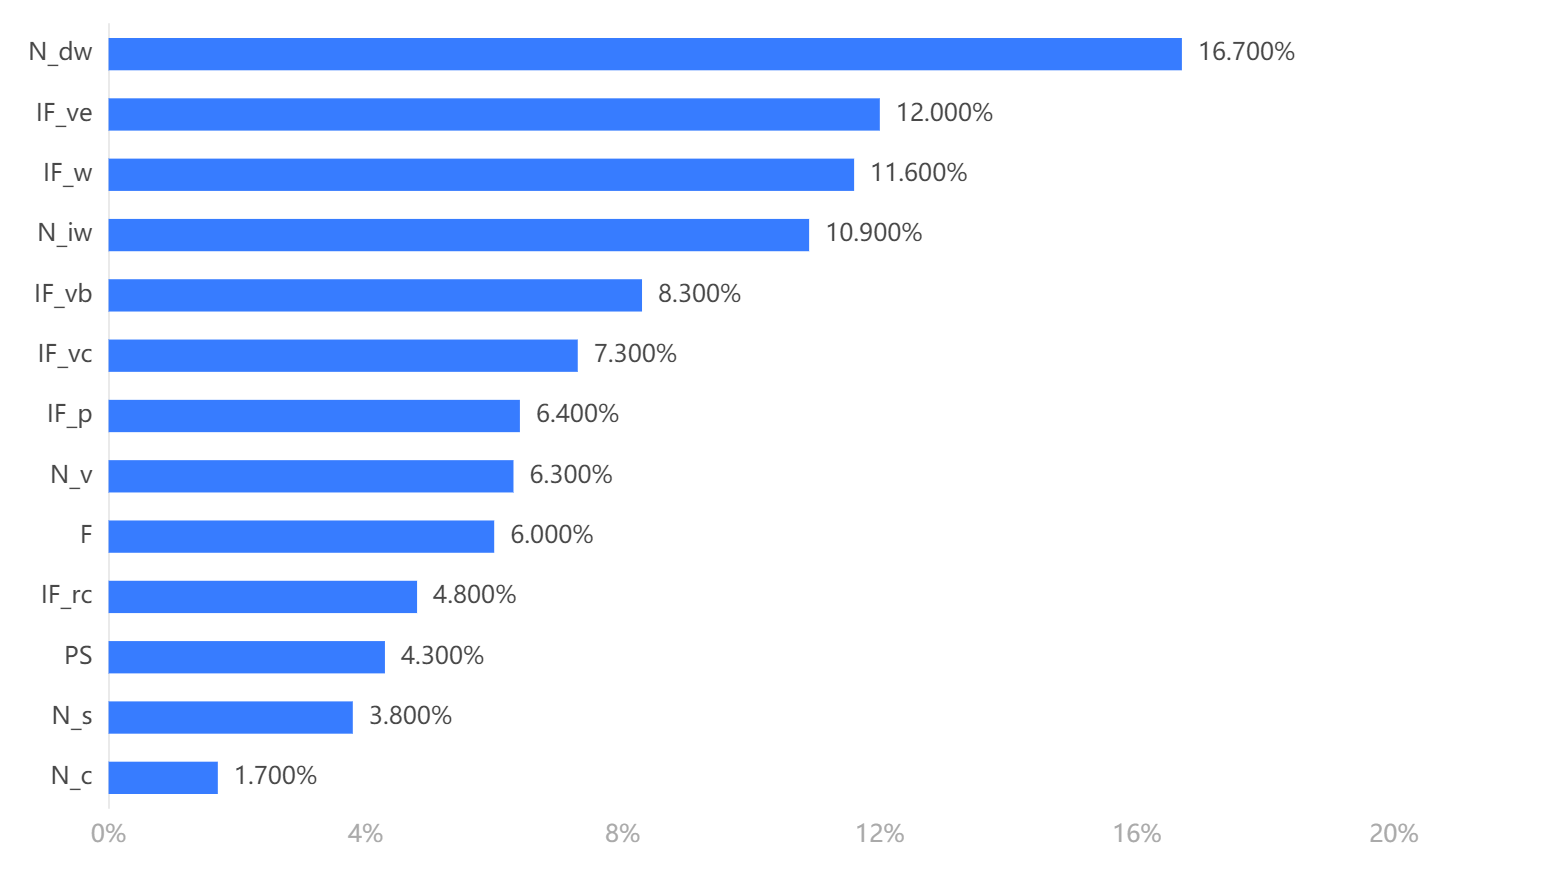 N_dw 16.700%
IF_ve 12.000%
IF_w 11.600%
N_iw 10.900%
IF_vb 8.300%
IF_vc 7.300%
IF_p 6.400%
N_v 6.300%
F 6.000%
IF_rc 4.800%
PS 4.300%
N_s 3.800%
N_c 1.700%
0% 4% 8% 12% 16% 20%